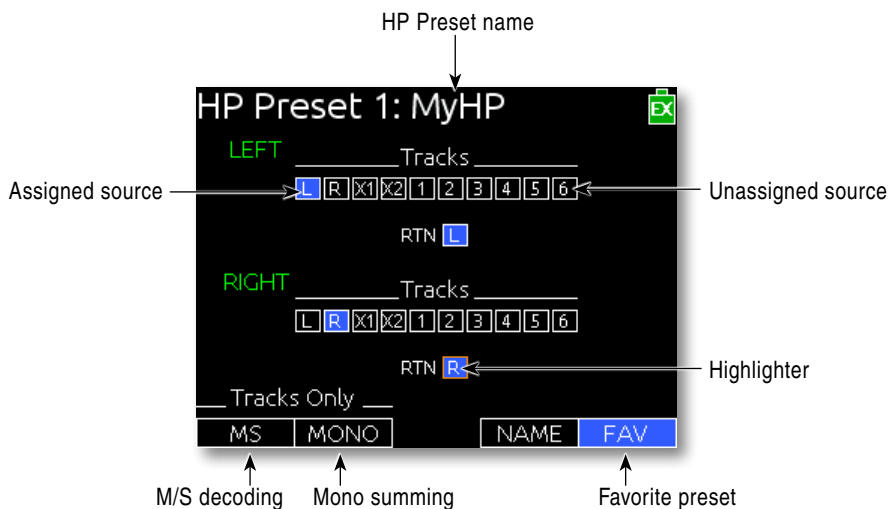 HP Preset name
HP Preset 1: MyHP EX
LEFT
Tracks
Assigned source L R X1 X2 1 2 3 4 5 6 Unassigned source
RTN L
RIGHT
Tracks
L R X1 X2 1 2 3 4 5 6
RTN R Highlighter
Tracks Only
MS MONO NAME FAV
M/S decoding Mono summing Favorite preset